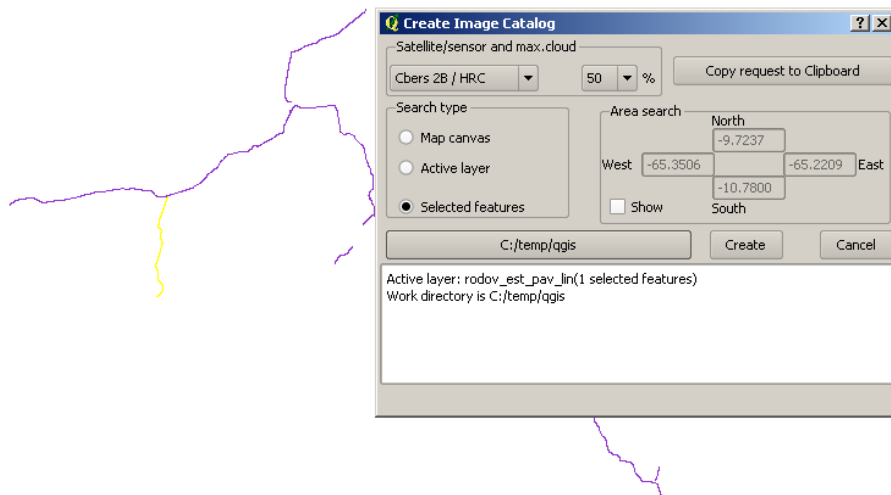 Create Image Catalog
Satellite/sensor and max.cloud
Cbers 2B / HRC
50
%
Copy request to Clipboard
Search type
Map canvas
Active layer
Selected features
Area search
North
-9.7237
West
-65.3506
-65.2209
East
-10.7800
Show
South
C:/temp/qgis
Create
Cancel
Active layer: rodov_est_pav_lin(1 selected features)
Work directory is C:/temp/qgis